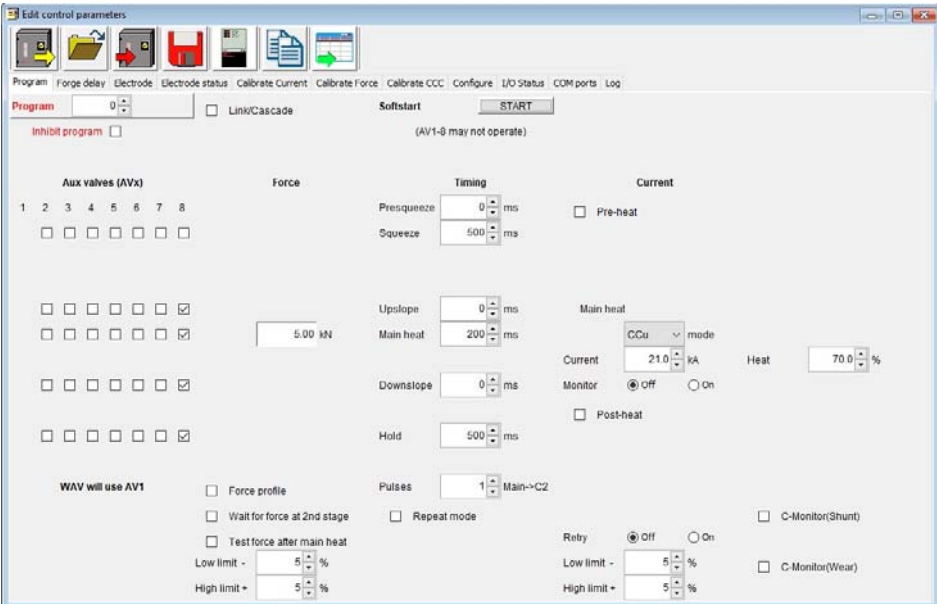 Edit control parameters
Program Forge delay Electrode Electrode status Calibrate Current Calibrate Force Calibrate CCC Configure I/O Status COM ports Log
Program 0 Link/Cascade Softstart START
Inhibit program (AV1-8 may not operate)
Aux valves (AVx) Force Timing Current
1 2 3 4 5 6 7 8 Presqueeze 0 ms Pre-heat
Squeeze 500 ms
Upslope 0 ms Main heat
5.00 kN Main heat 200 ms CCu mode
Current 21.0 kA Heat 70.0 %
Downslope 0 ms Monitor Off On
Post-heat
Hold 500 ms
WAV will use AV1 Force profile Pulses 1 Main->C2
Wait for force at 2nd stage Repeat mode C-Monitor(Shunt)
Test force after main heat Retry Off On
Low limit - 5 % Low limit - 5 % C-Monitor(Wear)
High limit + 5 % High limit + 5 %